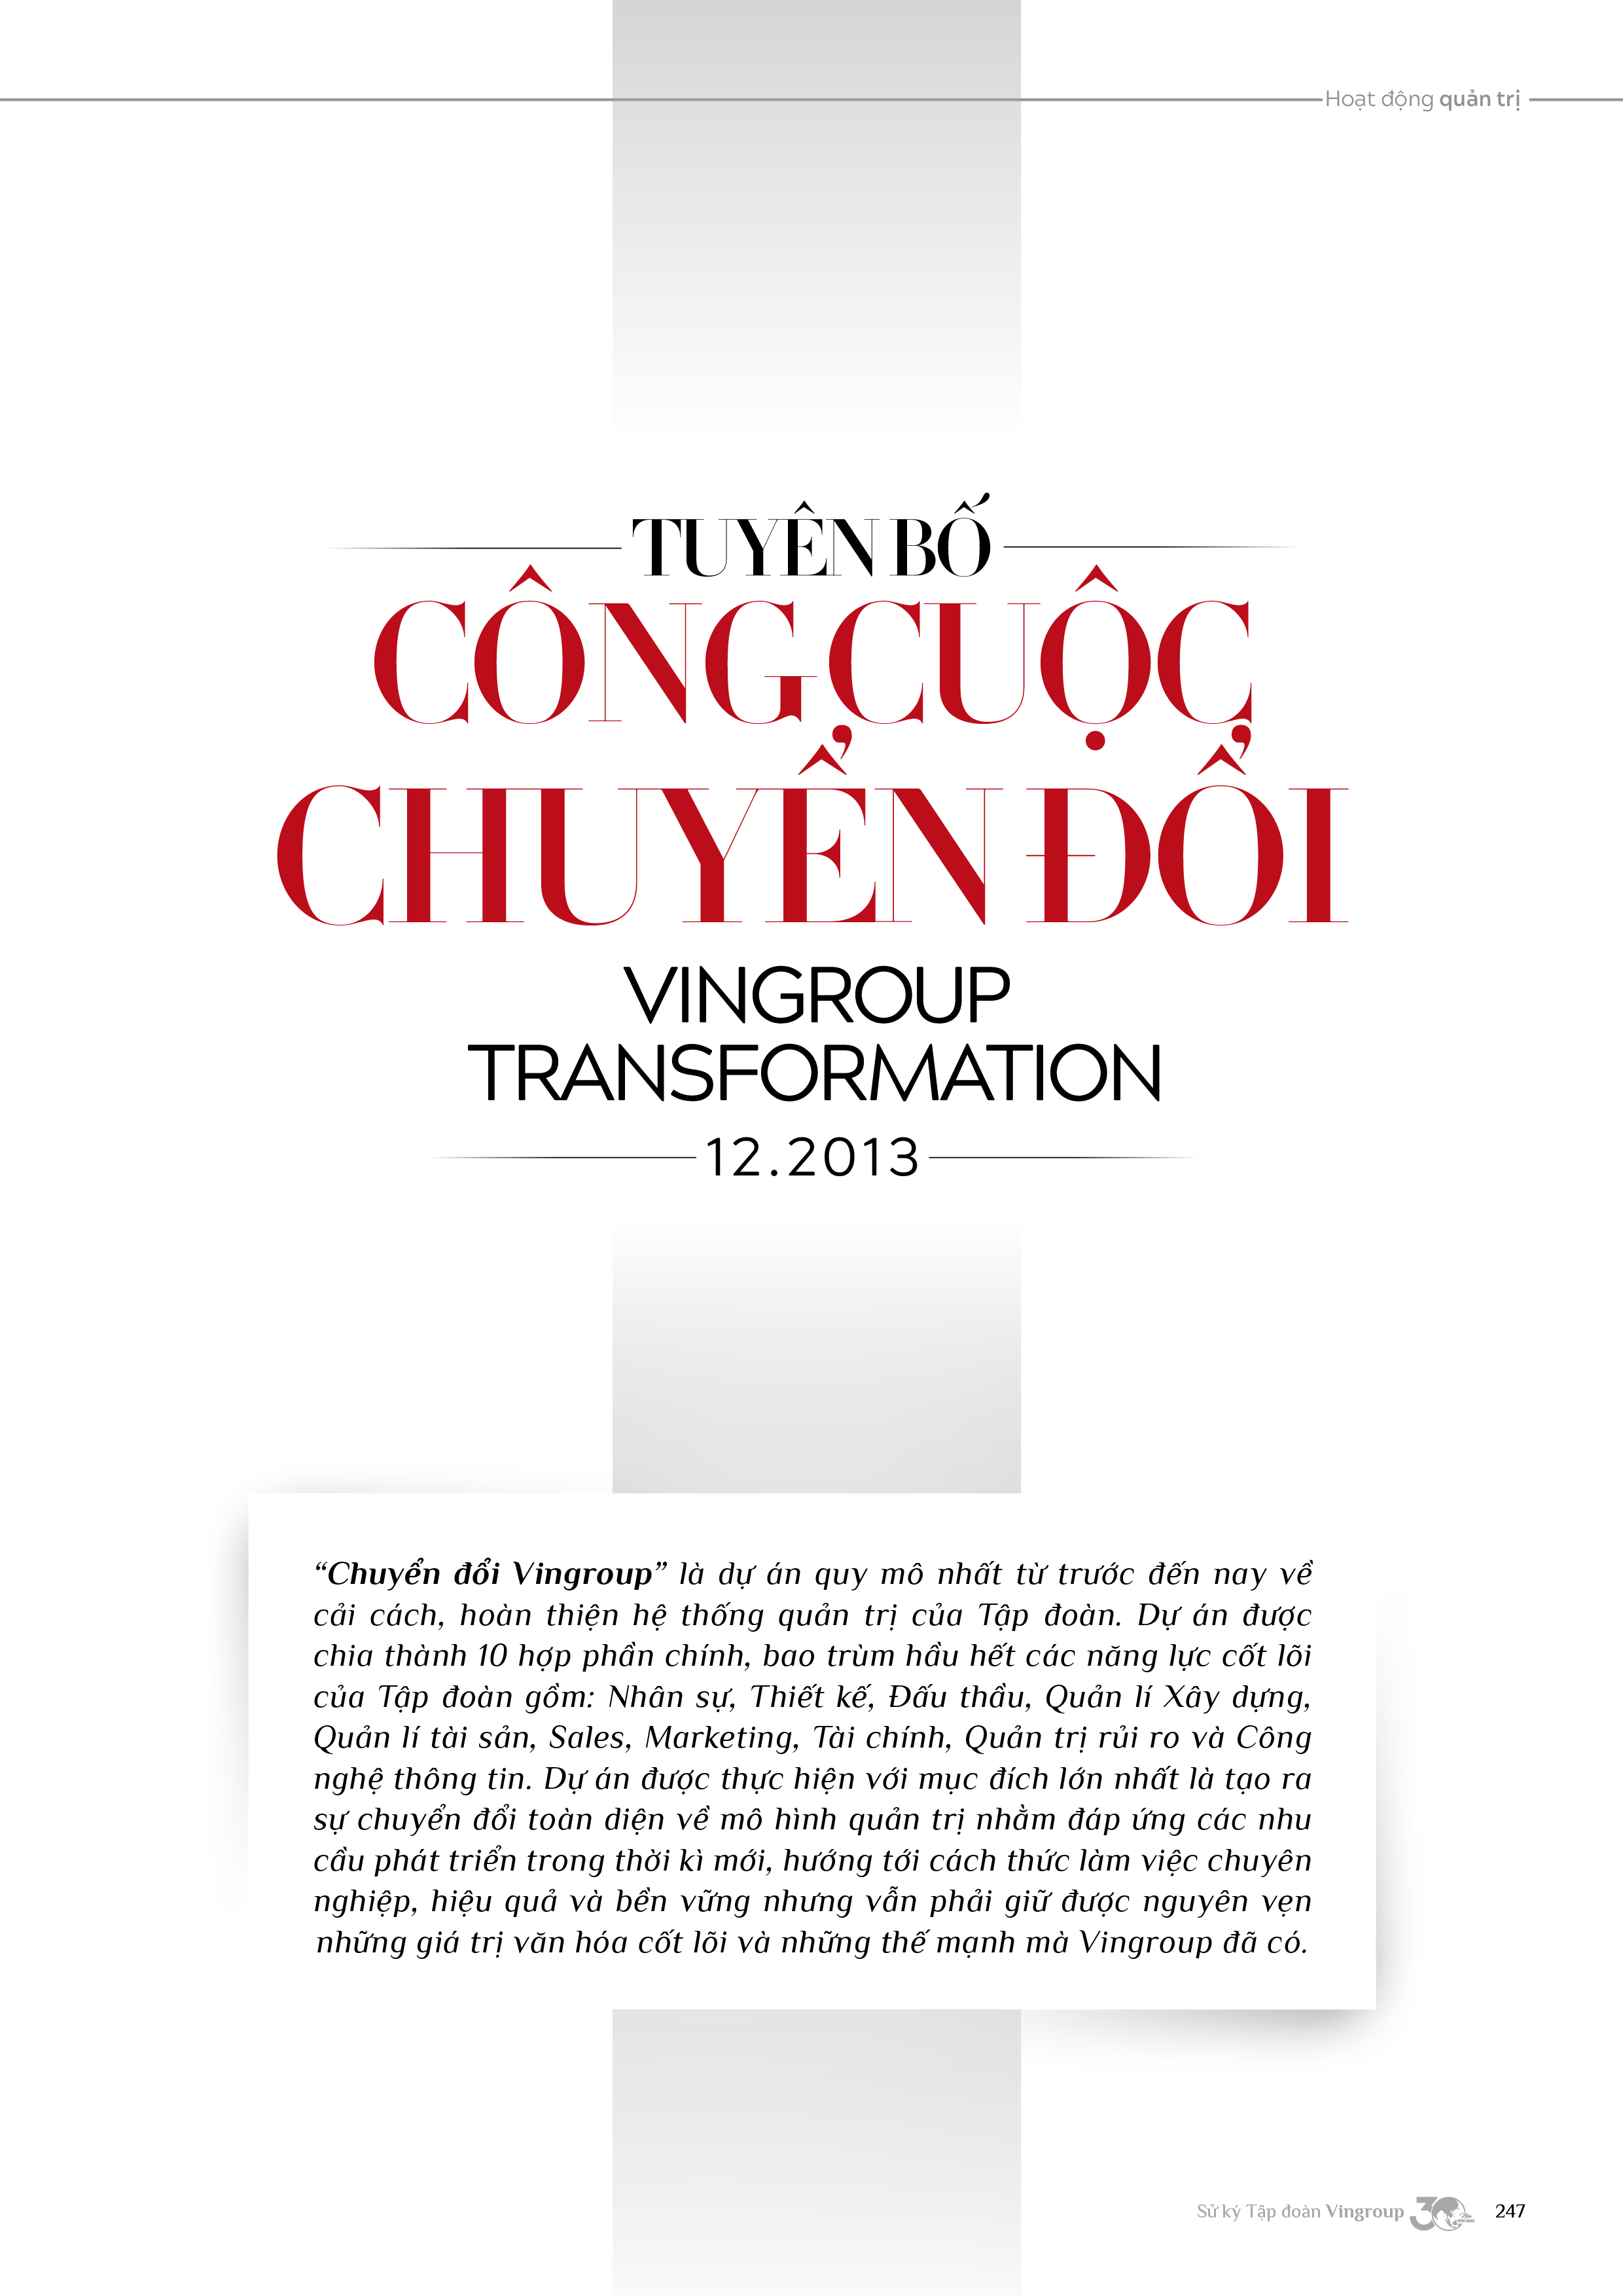 Hoạt động quản trị
TUYÊN BỐ
CÔNG CUỘC
CHUYỂN ĐỔI
VINGROUP
TRANSFORMATION
12.2013
“Chuyển đổi Vingroup” là dự án quy mô nhất từ trước đến nay về
cải cách, hoàn thiện hệ thống quản trị của Tập đoàn. Dự án được
chia thành 10 hợp phần chính, bao trùm hầu hết các năng lực cốt lõi
của Tập đoàn gồm: Nhân sự, Thiết kế, Đấu thầu, Quản lí Xây dựng,
Quản lí tài sản, Sales, Marketing, Tài chính, Quản trị rủi ro và Công
nghệ thông tin. Dự án được thực hiện với mục đích lớn nhất là tạo ra
sự chuyển đổi toàn diện về mô hình quản trị nhằm đáp ứng các nhu
cầu phát triển trong thời kì mới, hướng tới cách thức làm việc chuyên
nghiệp, hiệu quả và bền vững nhưng vẫn phải giữ được nguyên vẹn
những giá trị văn hóa cốt lõi và những thế mạnh mà Vingroup đã có.
Sử ký Tập đoàn Vingroup 30 247